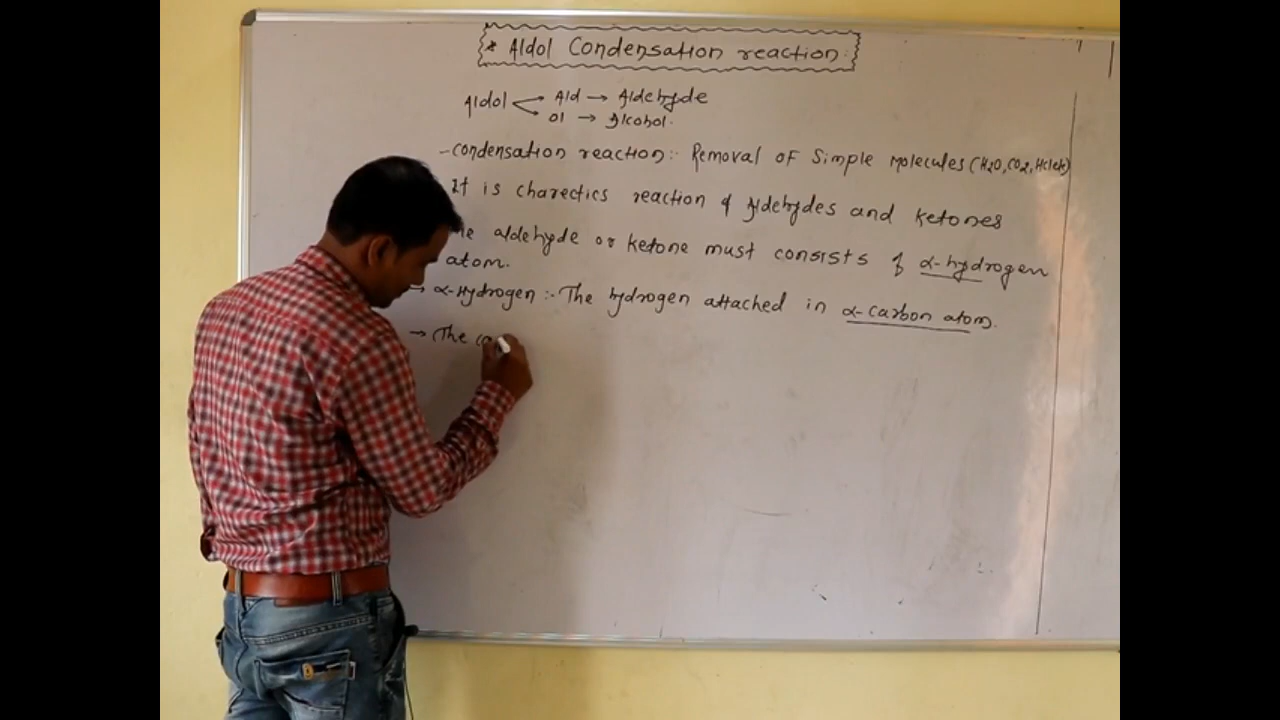 * Aldol Condensation reaction:
Aldol Ald → Aldehyde
ol → Alcohol.
-Condensation reaction:- Removal of Simple Molecules (H2O, CO2, HCl etc)
It is charectics reaction of Aldehydes and ketones
aldehyde or ketone must consists of α-hydrogen
atom.
→ α-Hydrogen :- The hydrogen attached in α-carbon atom.
→ The